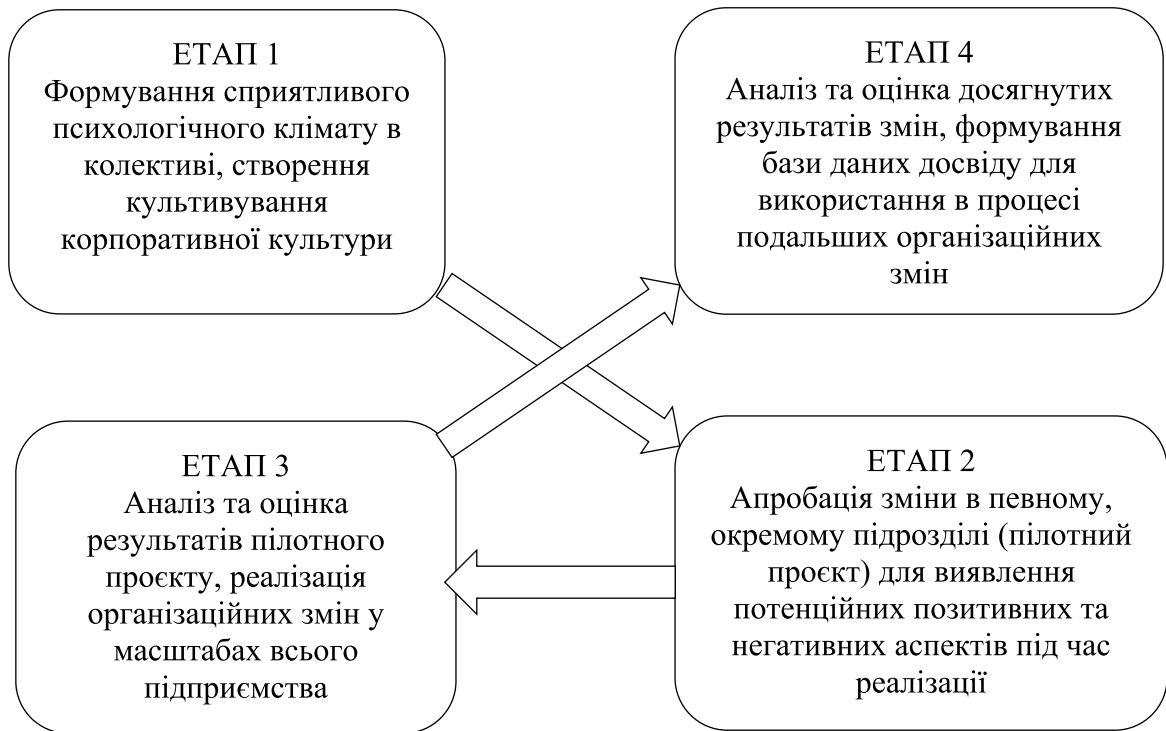 ЕТАП 1
Формування сприятливого
психологічного клімату в
колективі, створення
культивування
корпоративної культури
ЕТАП 4
Аналіз та оцінка досягнутих
результатів змін, формування
бази даних досвіду для
використання в процесі
подальших організаційних
змін
ЕТАП 3
Аналіз та оцінка
результатів пілотного
проєкту, реалізація
організаційних змін у
масштабах всього
підприємства
ЕТАП 2
Апробація зміни в певному,
окремому підрозділі (пілотний
проєкт) для виявлення
потенційних позитивних та
негативних аспектів під час
реалізації